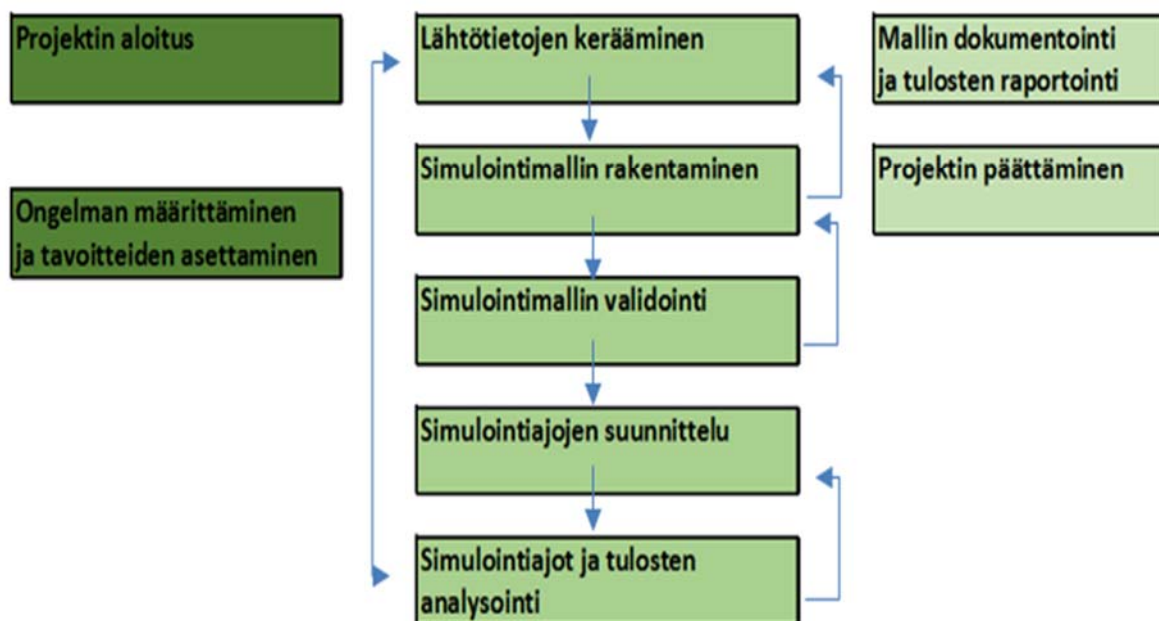 Projektin aloitus
Ongelman määrittäminen
ja tavoitteiden asettaminen
Lähtötietojen kerääminen
Simulointimallin rakentaminen
Simulointimallin validointi
Simulointiajojen suunnittelu
Simulointiajot ja tulosten
analysointi
Mallin dokumentointi
ja tulosten raportointi
Projektin päättäminen